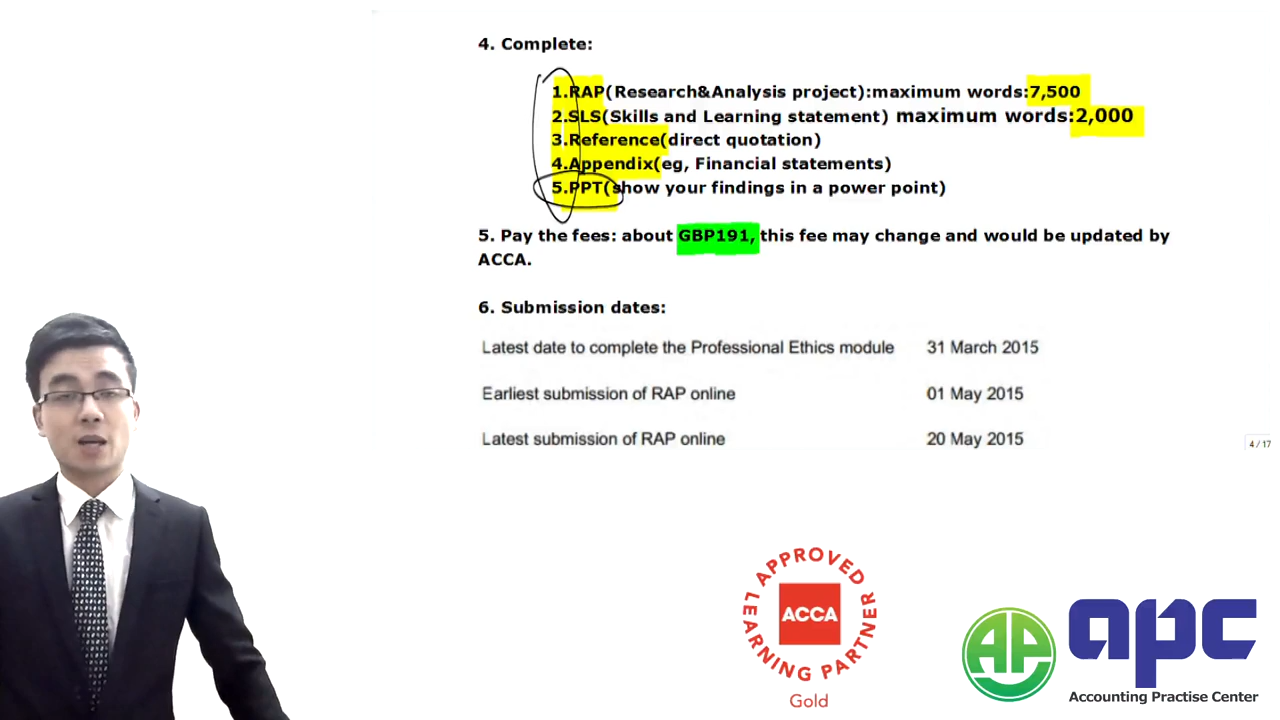 4. Complete:
1.RAP(Research&Analysis project):maximum words:7,500
2.SLS(Skills and Learning statement) maximum words:2,000
3.Reference(direct quotation)
4.Appendix(eg, Financial statements)
5.PPT(show your findings in a power point)
5. Pay the fees: about GBP191, this fee may change and would be updated by
ACCA.
6. Submission dates:
Latest date to complete the Professional Ethics module 31 March 2015
Earliest submission of RAP online 01 May 2015
Latest submission of RAP online 20 May 2015
4 / 17
APPROVED
ACCA
LEARNING PARTNER
Gold
AP
apc
Accounting Practise Center